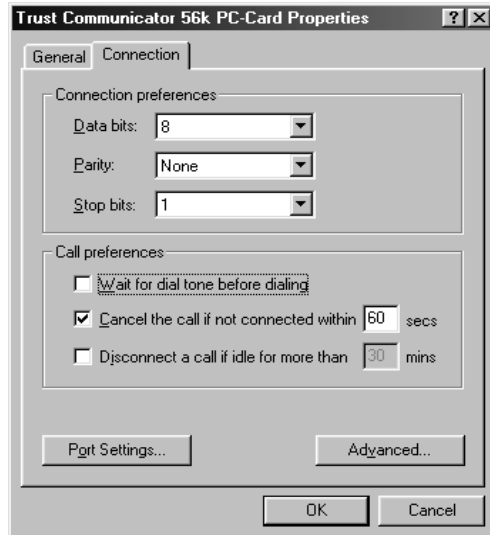 Trust Communicator 56k PC-Card Properties
General Connection
Connection preferences
Data bits: 8
Parity: None
Stop bits: 1
Call preferences
Wait for dial tone before dialing
Cancel the call if not connected within 60 secs
Disconnect a call if idle for more than 30 mins
Port Settings... Advanced...
OK Cancel